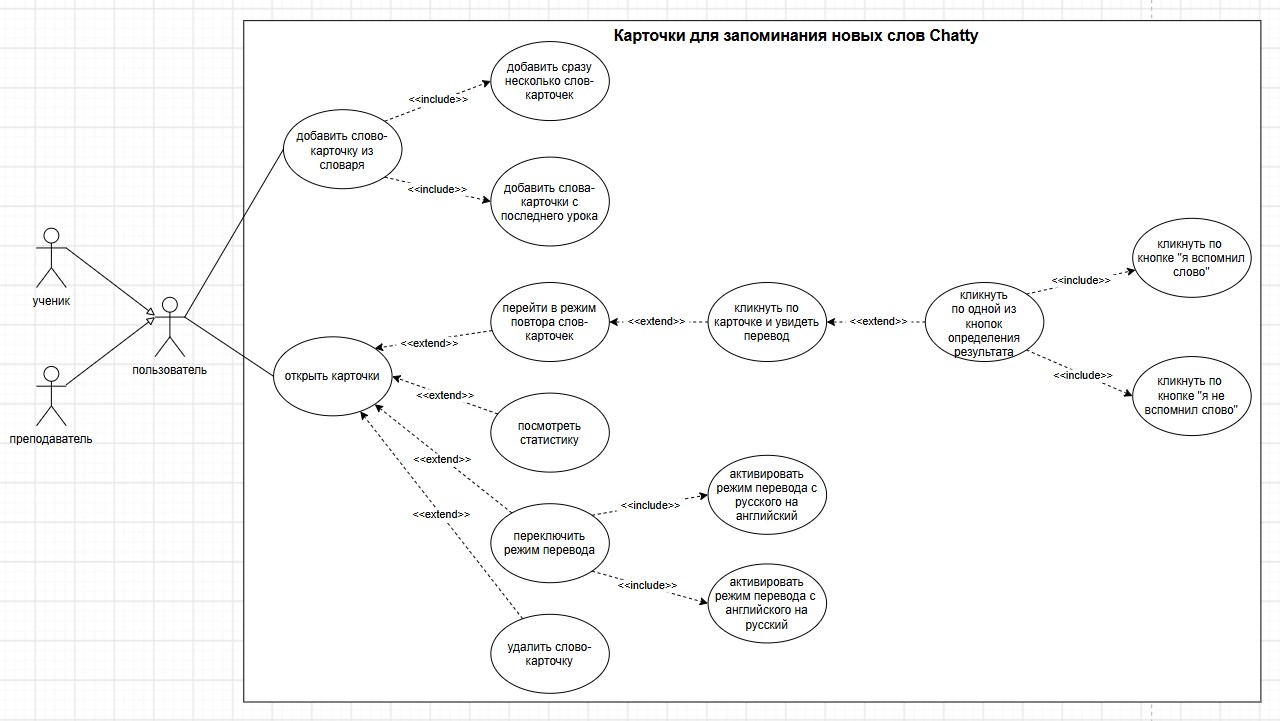 Карточки для запоминания новых слов Chatty
добавить сразу
несколько слов-
карточек
<<include>>
добавить слово-
карточку из
словаря
<<include>>
добавить слова-
карточки с
последнего урока
ученик
пользователь
преподаватель
открыть карточки
<<extend>>
перейти в режим
повтора слов-
карточек
<<extend>>
кликнуть по
карточке и увидеть
перевод
<<extend>>
кликнуть
по одной из
кнопок
определения
результата
<<include>>
кликнуть по
кнопке "я вспомнил
слово"
<<include>>
кликнуть по
кнопке "я не
вспомнил слово"
<<extend>>
посмотреть
статистику
<<extend>>
переключить
режим перевода
<<include>>
активировать
режим перевода с
русского на
английский
<<include>>
активировать
режим перевода с
английского на
русский
<<extend>>
удалить слово-
карточку